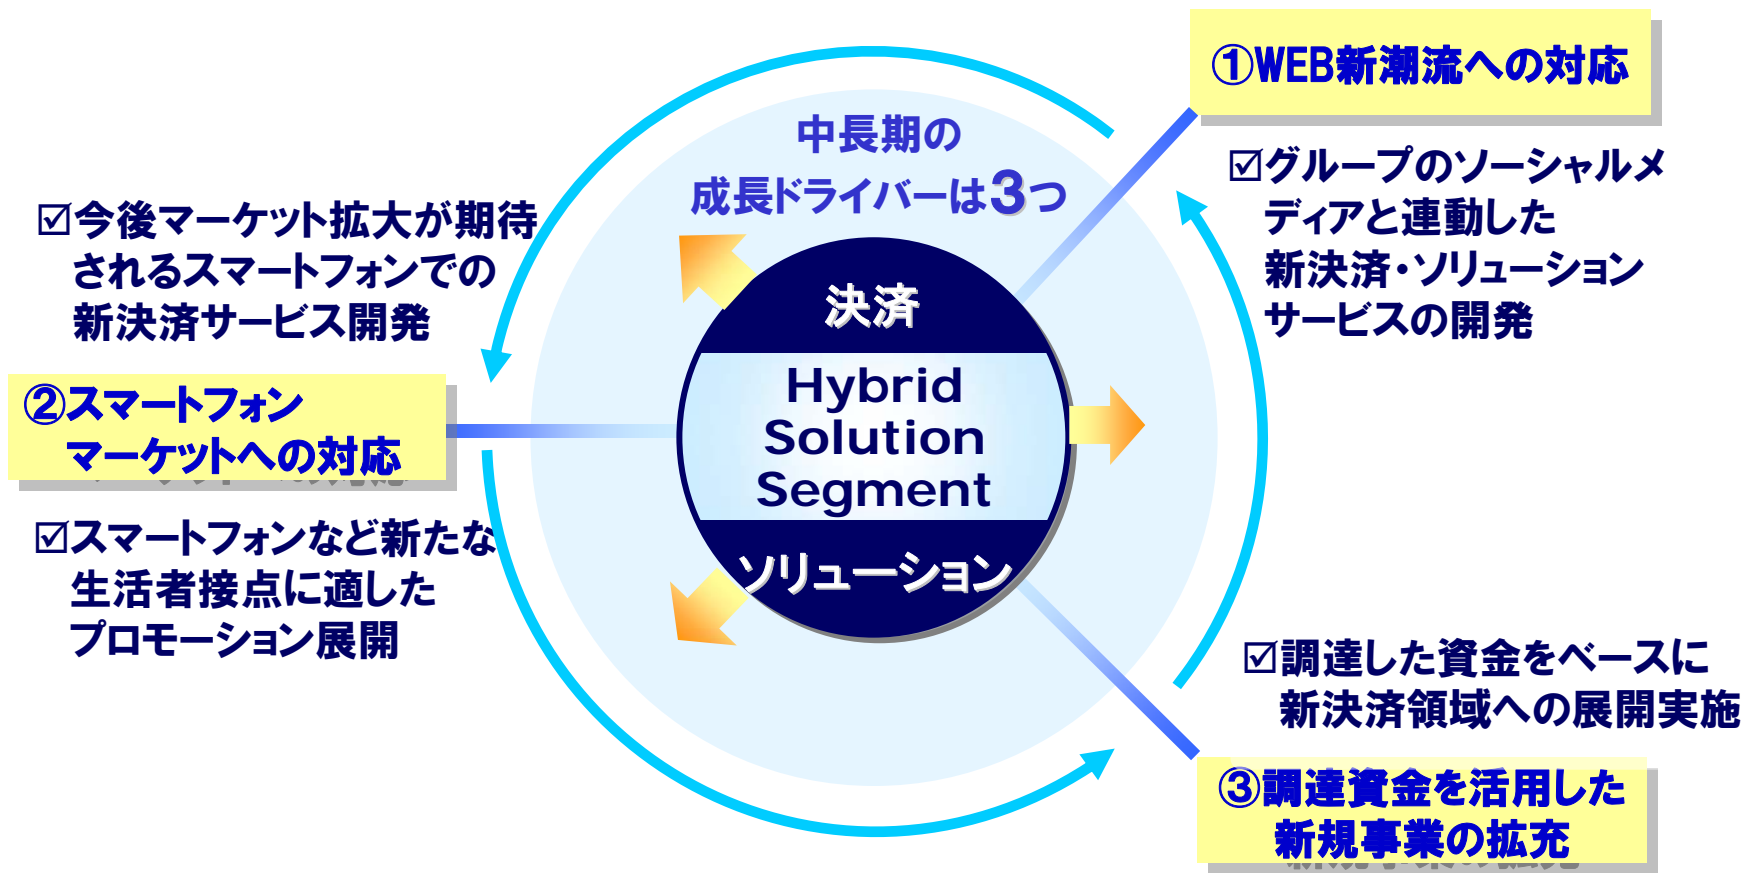 ①WEB新潮流への対応
☑グループのソーシャルメ
ディアと連動した
新決済・ソリューション
サービスの開発
中長期の
成長ドライバーは3つ
☑今後マーケット拡大が期待
されるスマートフォンでの
新決済サービス開発
②スマートフォン
マーケットへの対応
☑スマートフォンなど新たな
生活者接点に適した
プロモーション展開
決済
Hybrid
Solution
Segment
ソリューション
☑調達した資金をベースに
新決済領域への展開実施
③調達資金を活用した
新規事業の拡充